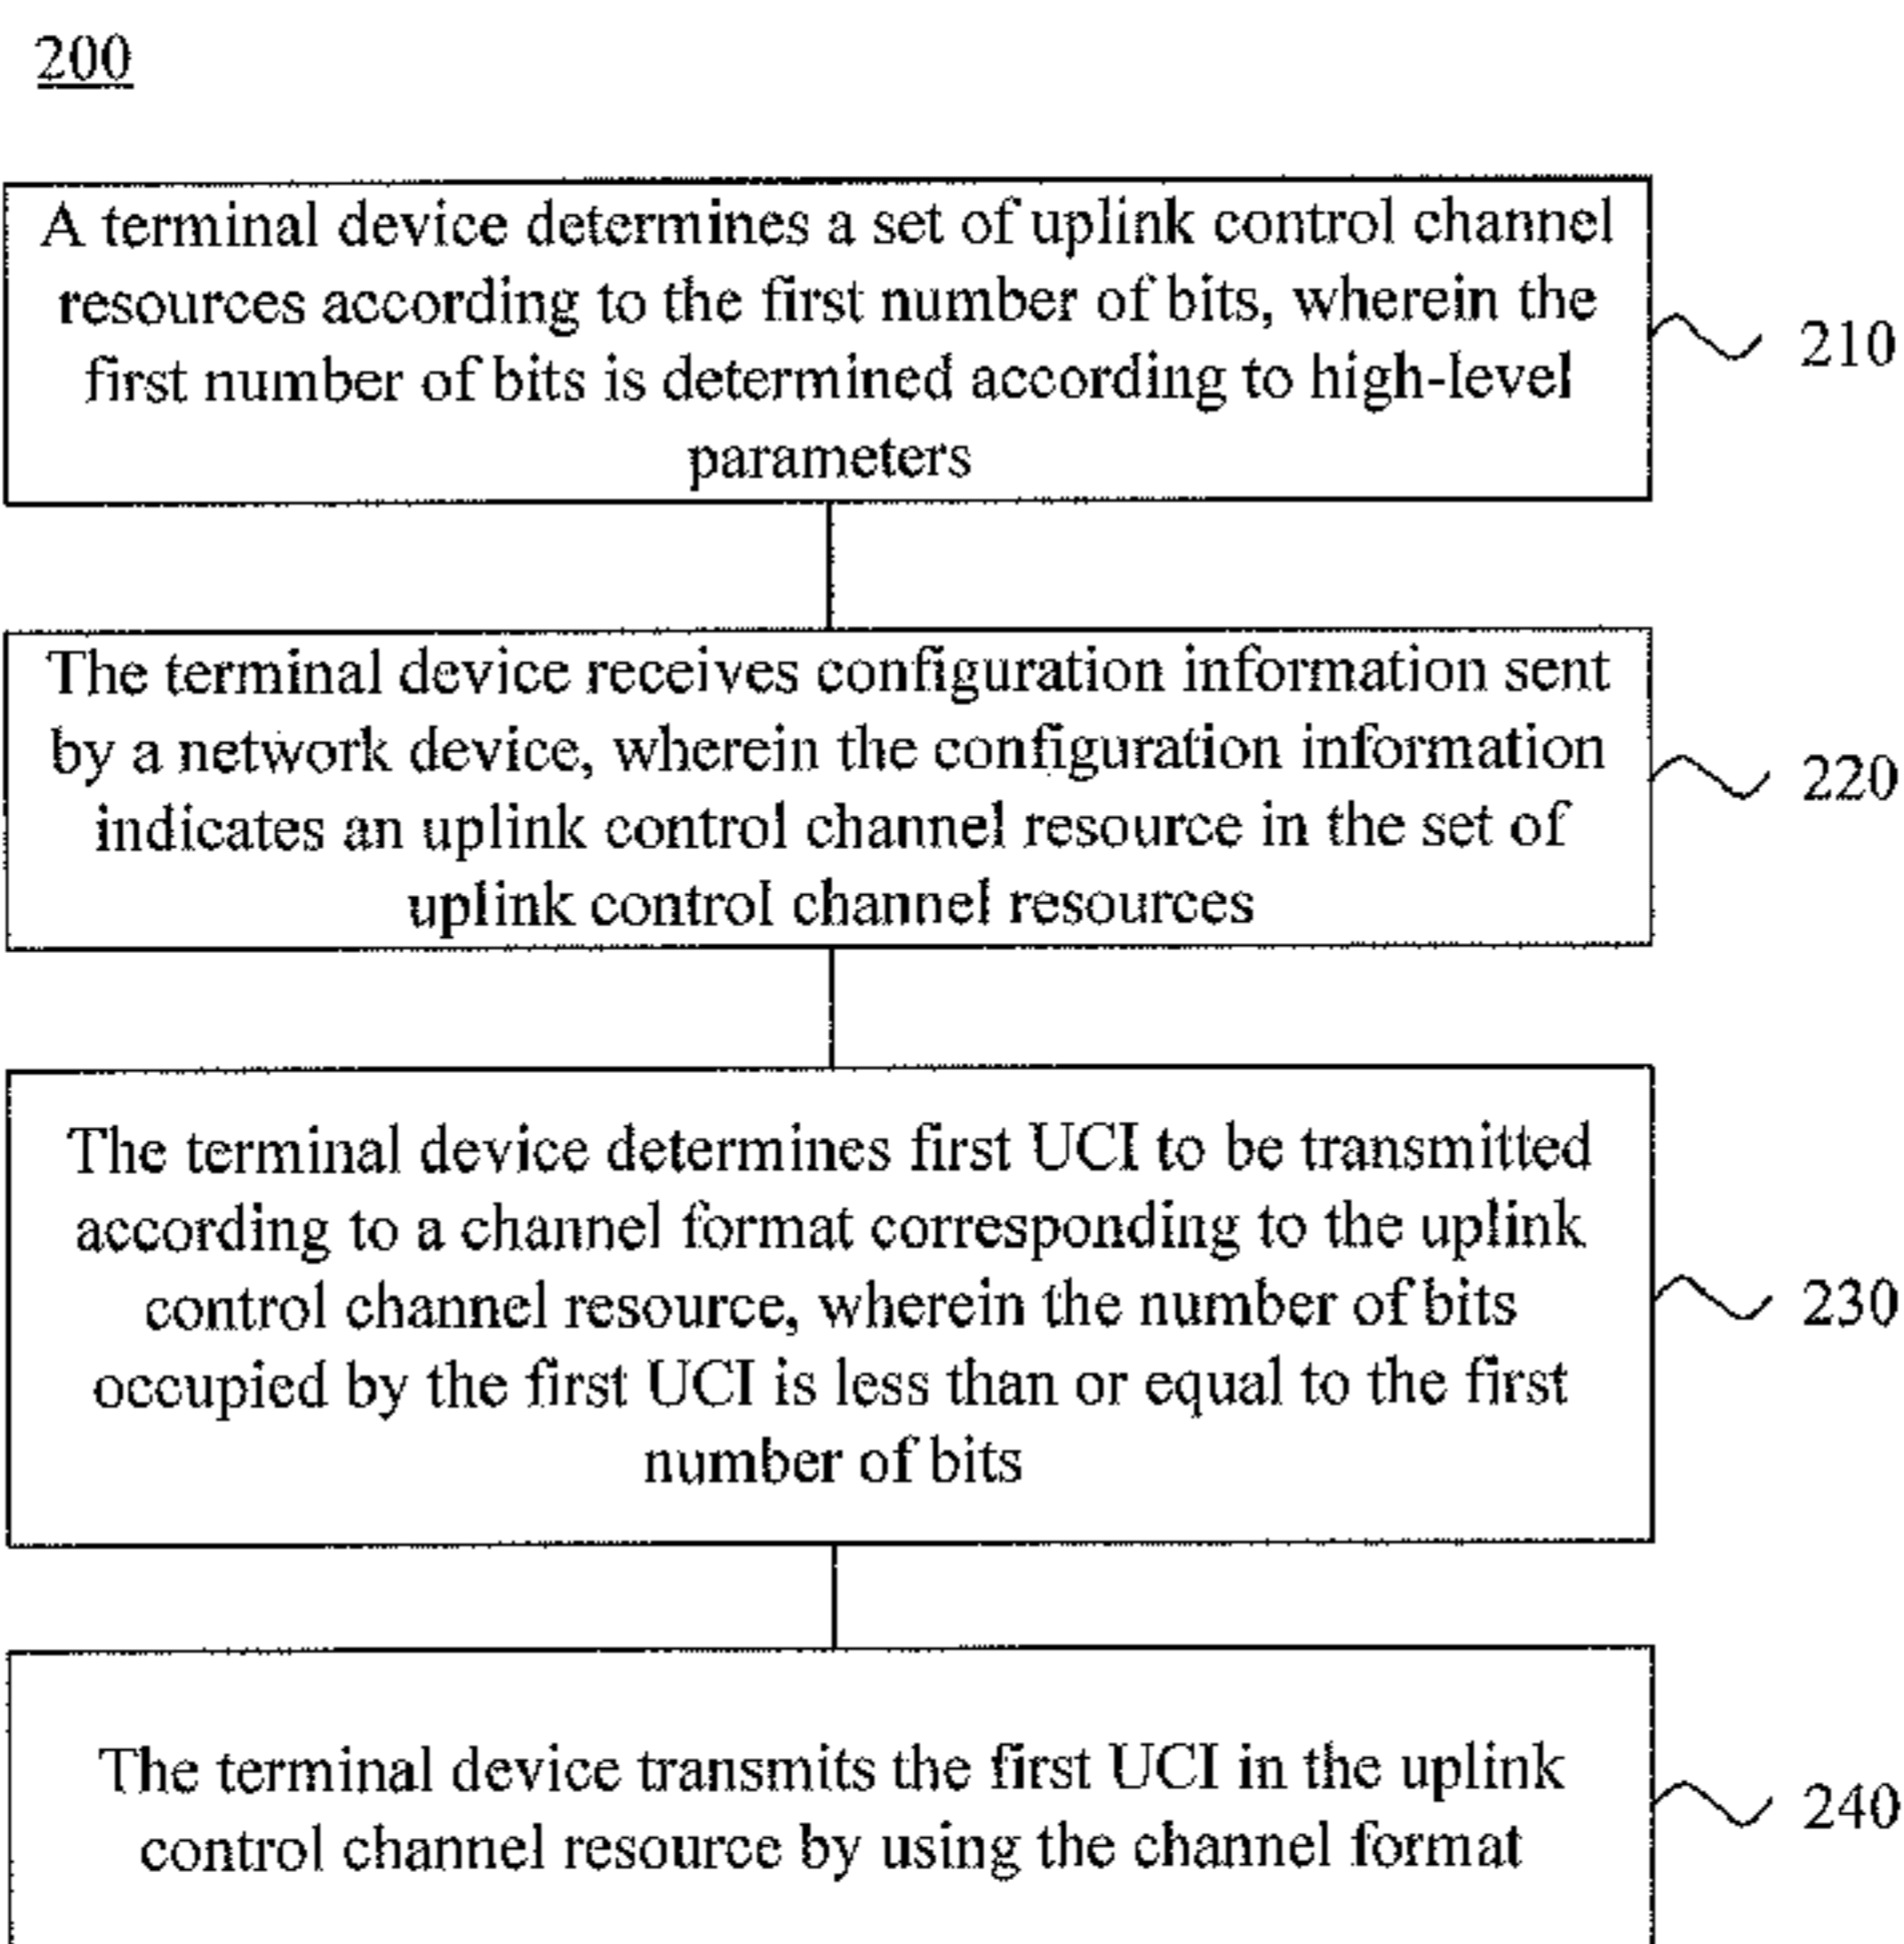 200
A terminal device determines a set of uplink control channel
resources according to the first number of bits, wherein the
first number of bits is determined according to high-level
parameters
210
The terminal device receives configuration information sent
by a network device, wherein the configuration information
indicates an uplink control channel resource in the set of
uplink control channel resources
220
The terminal device determines first UCI to be transmitted
according to a channel format corresponding to the uplink
control channel resource, wherein the number of bits
occupied by the first UCI is less than or equal to the first
number of bits
230
The terminal device transmits the first UCI in the uplink
control channel resource by using the channel format
240